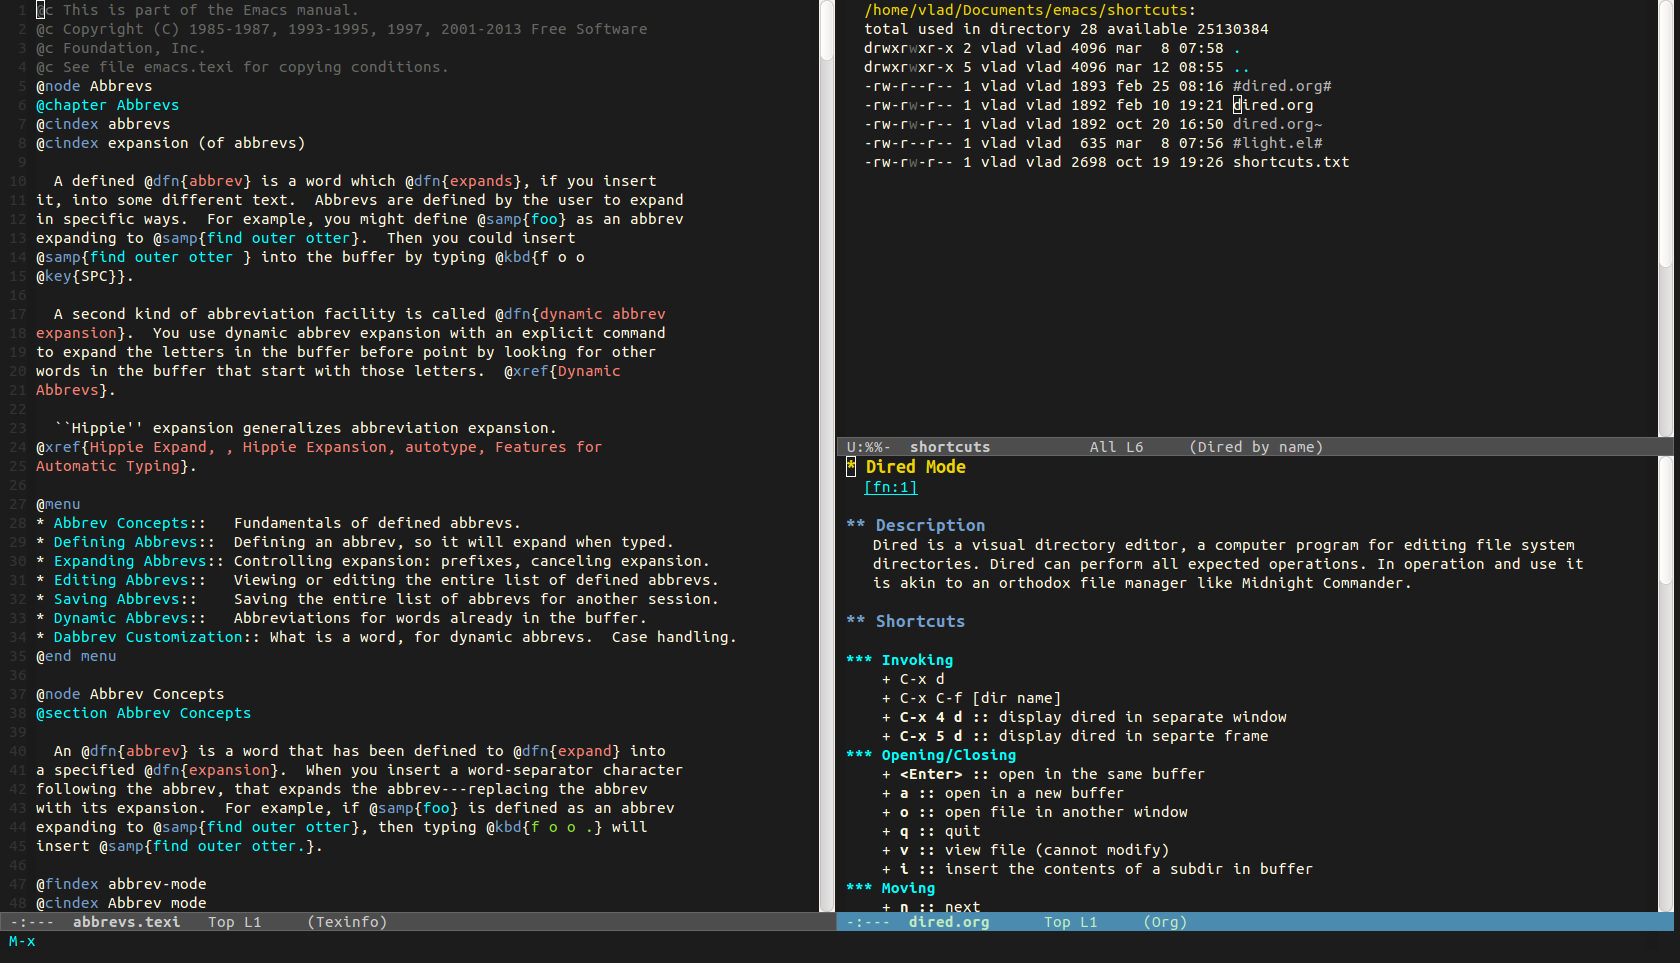 1 @c This is part of the Emacs manual.
2 @c Copyright (C) 1985-1987, 1993-1995, 1997, 2001-2013 Free Software
3 @c Foundation, Inc.
4 @c See file emacs.texi for copying conditions.
5 @node Abbrevs
6 @chapter Abbrevs
7 @cindex abbrevs
8 @cindex expansion (of abbrevs)
9
10   A defined @dfn{abbrev} is a word which @dfn{expands}, if you insert
11 it, into some different text.  Abbrevs are defined by the user to expand
12 in specific ways.  For example, you might define @samp{foo} as an abbrev
13 expanding to @samp{find outer otter}.  Then you could insert
14 @samp{find outer otter } into the buffer by typing @kbd{f o o
15 @key{SPC}}.
16
17   A second kind of abbreviation facility is called @dfn{dynamic abbrev
18 expansion}.  You use dynamic abbrev expansion with an explicit command
19 to expand the letters in the buffer before point by looking for other
20 words in the buffer that start with those letters.  @xref{Dynamic
21 Abbrevs}.
22
23   ``Hippie'' expansion generalizes abbreviation expansion.
24 @xref{Hippie Expand, , Hippie Expansion, autotype, Features for
25 Automatic Typing}.
26
27 @menu
28 * Abbrev Concepts::   Fundamentals of defined abbrevs.
29 * Defining Abbrevs::  Defining an abbrev, so it will expand when typed.
30 * Expanding Abbrevs:: Controlling expansion: prefixes, canceling expansion.
31 * Editing Abbrevs::   Viewing or editing the entire list of defined abbrevs.
32 * Saving Abbrevs::    Saving the entire list of abbrevs for another session.
33 * Dynamic Abbrevs::   Abbreviations for words already in the buffer.
34 * Dabbrev Customization:: What is a word, for dynamic abbrevs.  Case handling.
35 @end menu
36
37 @node Abbrev Concepts
38 @section Abbrev Concepts
39
40   An @dfn{abbrev} is a word that has been defined to @dfn{expand} into
41 a specified @dfn{expansion}.  When you insert a word-separator character
42 following the abbrev, that expands the abbrev---replacing the abbrev
43 with its expansion.  For example, if @samp{foo} is defined as an abbrev
44 expanding to @samp{find outer otter}, then typing @kbd{f o o .} will
45 insert @samp{find outer otter.}.
46
47 @findex abbrev-mode
48 @cindex Abbrev mode
-:---  abbrevs.texi   Top L1     (Texinfo)
M-x
/home/vlad/Documents/emacs/shortcuts:
total used in directory 28 available 25130384
drwxrwxr-x 2 vlad vlad 4096 mar  8 07:58 .
drwxrwxr-x 5 vlad vlad 4096 mar 12 08:55 ..
-rw-r--r-- 1 vlad vlad 1893 feb 25 08:16 #dired.org#
-rw-rw-r-- 1 vlad vlad 1892 feb 10 19:21 dired.org
-rw-rw-r-- 1 vlad vlad 1892 oct 20 16:50 dired.org~
-rw-rw-r-- 1 vlad vlad  635 mar  8 07:56 #light.el#
-rw-rw-r-- 1 vlad vlad 2698 oct 19 19:26 shortcuts.txt
U:%%-  shortcuts           All L6     (Dired by name)
* Dired Mode
[fn:1]
** Description
Dired is a visual directory editor, a computer program for editing file system
directories. Dired can perform all expected operations. In operation and use it
is akin to an orthodox file manager like Midnight Commander.
** Shortcuts
*** Invoking
+ C-x d
+ C-x C-f [dir name]
+ C-x 4 d :: display dired in separate window
+ C-x 5 d :: display dired in separte frame
*** Opening/Closing
+ <Enter> :: open in the same buffer
+ a :: open in a new buffer
+ o :: open file in another window
+ q :: quit
+ v :: view file (cannot modify)
+ i :: insert the contents of a subdir in buffer
*** Moving
+ n :: next
-:---  dired.org      Top L1     (Org)